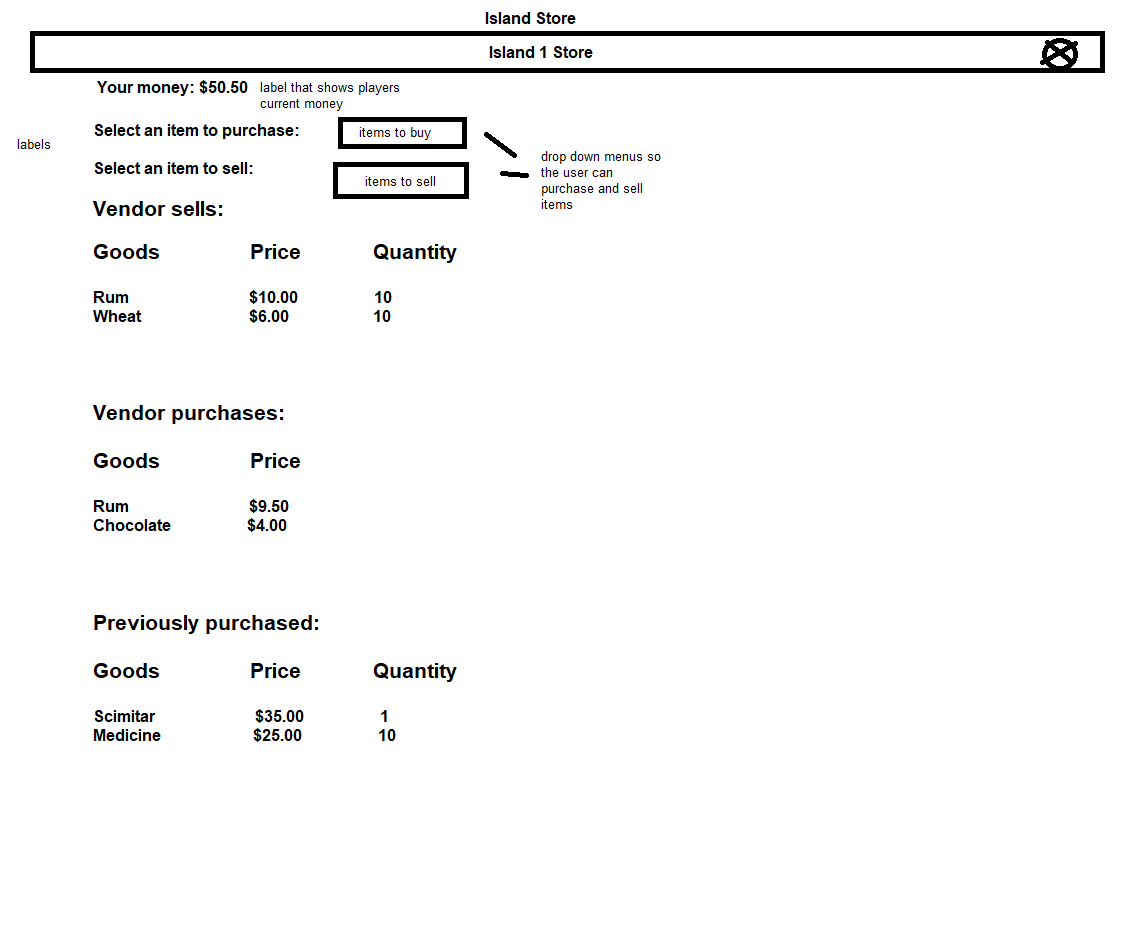 Island Store
Island 1 Store
Your money: $50.50
label that shows players
current money
labels
Select an item to purchase:
items to buy
Select an item to sell:
items to sell
drop down menus so
the user can
purchase and sell
items
Vendor sells:
Goods Price Quantity
Rum $10.00 10
Wheat $6.00 10
Vendor purchases:
Goods Price
Rum $9.50
Chocolate $4.00
Previously purchased:
Goods Price Quantity
Scimitar $35.00 1
Medicine $25.00 10